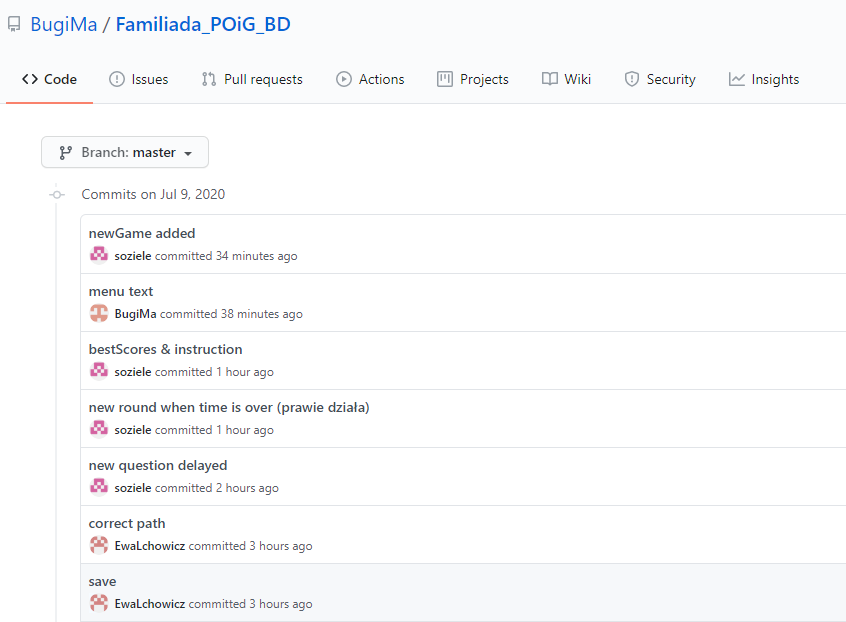 BugiMa / Familiada_POiG_BD
Code Issues Pull requests Actions Projects Wiki Security Insights
Branch: master
Commits on Jul 9, 2020
newGame added
soziele committed 34 minutes ago
menu text
BugiMa committed 38 minutes ago
bestScores & instruction
soziele committed 1 hour ago
new round when time is over (prawie działa)
soziele committed 1 hour ago
new question delayed
soziele committed 2 hours ago
correct path
EwaLchowicz committed 3 hours ago
save
EwaLchowicz committed 3 hours ago